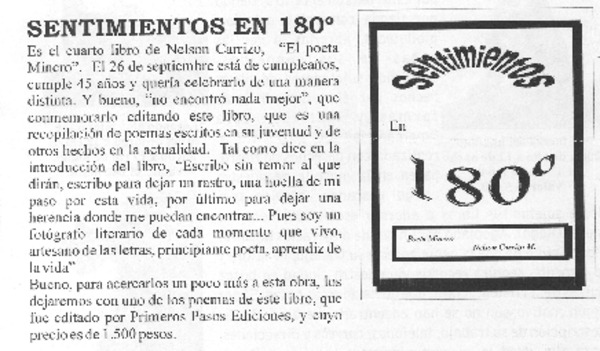 SENTIMIENTOS EN 180°
Es el cuarto libro de Nelson Carrizo, "El poeta
Minero". El 26 de septiembre está de cumpleaños,
cumple 45 años y quería celebrarlo de una manera
distinta. Y bueno, "no encontró nada mejor", que
conmemorarlo editando este libro, que es una
recopilación de poemas escritos en su juventud y de
otros hechos en la actualidad. Tal como dice en la
introducción del libro, "Escribo sin temor al que
dirán, escribo para dejar un rastro, una huella de mi
paso por esta vida, por último para dejar una
herencia donde me puedan encontrar... Pues soy un
fotógrafo literario de cada momento que vivo,
artesano de las letras, principiante poeta, aprendiz de
la vida"
Bueno, para acercarlos un poco más a esta obra, les
dejaremos con uno de los poemas de éste libro, que
fue editado por Primeros Pasos Ediciones, y cuyo
precio es de 1.500 pesos.
Sentimientos
En
180°
Poeta Minero
Nelson Carrizo M.